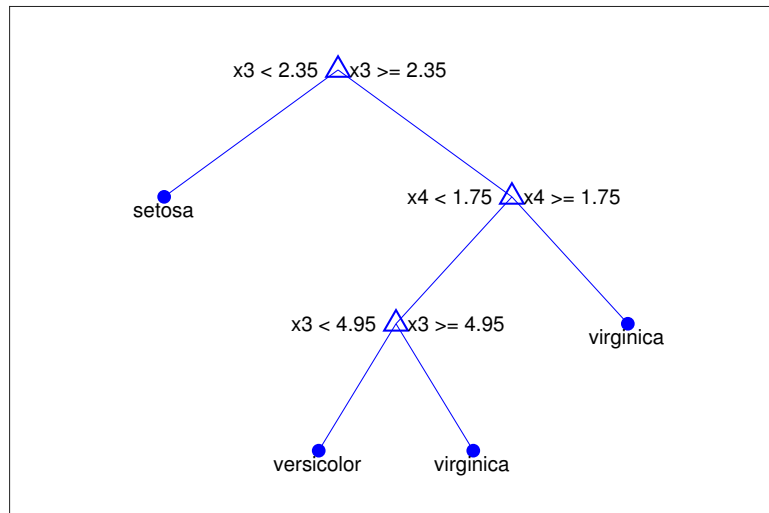 x3 < 2.35 x3 >= 2.35
setosa
x4 < 1.75 x4 >= 1.75
x3 < 4.95 x3 >= 4.95
virginica
versicolor
virginica